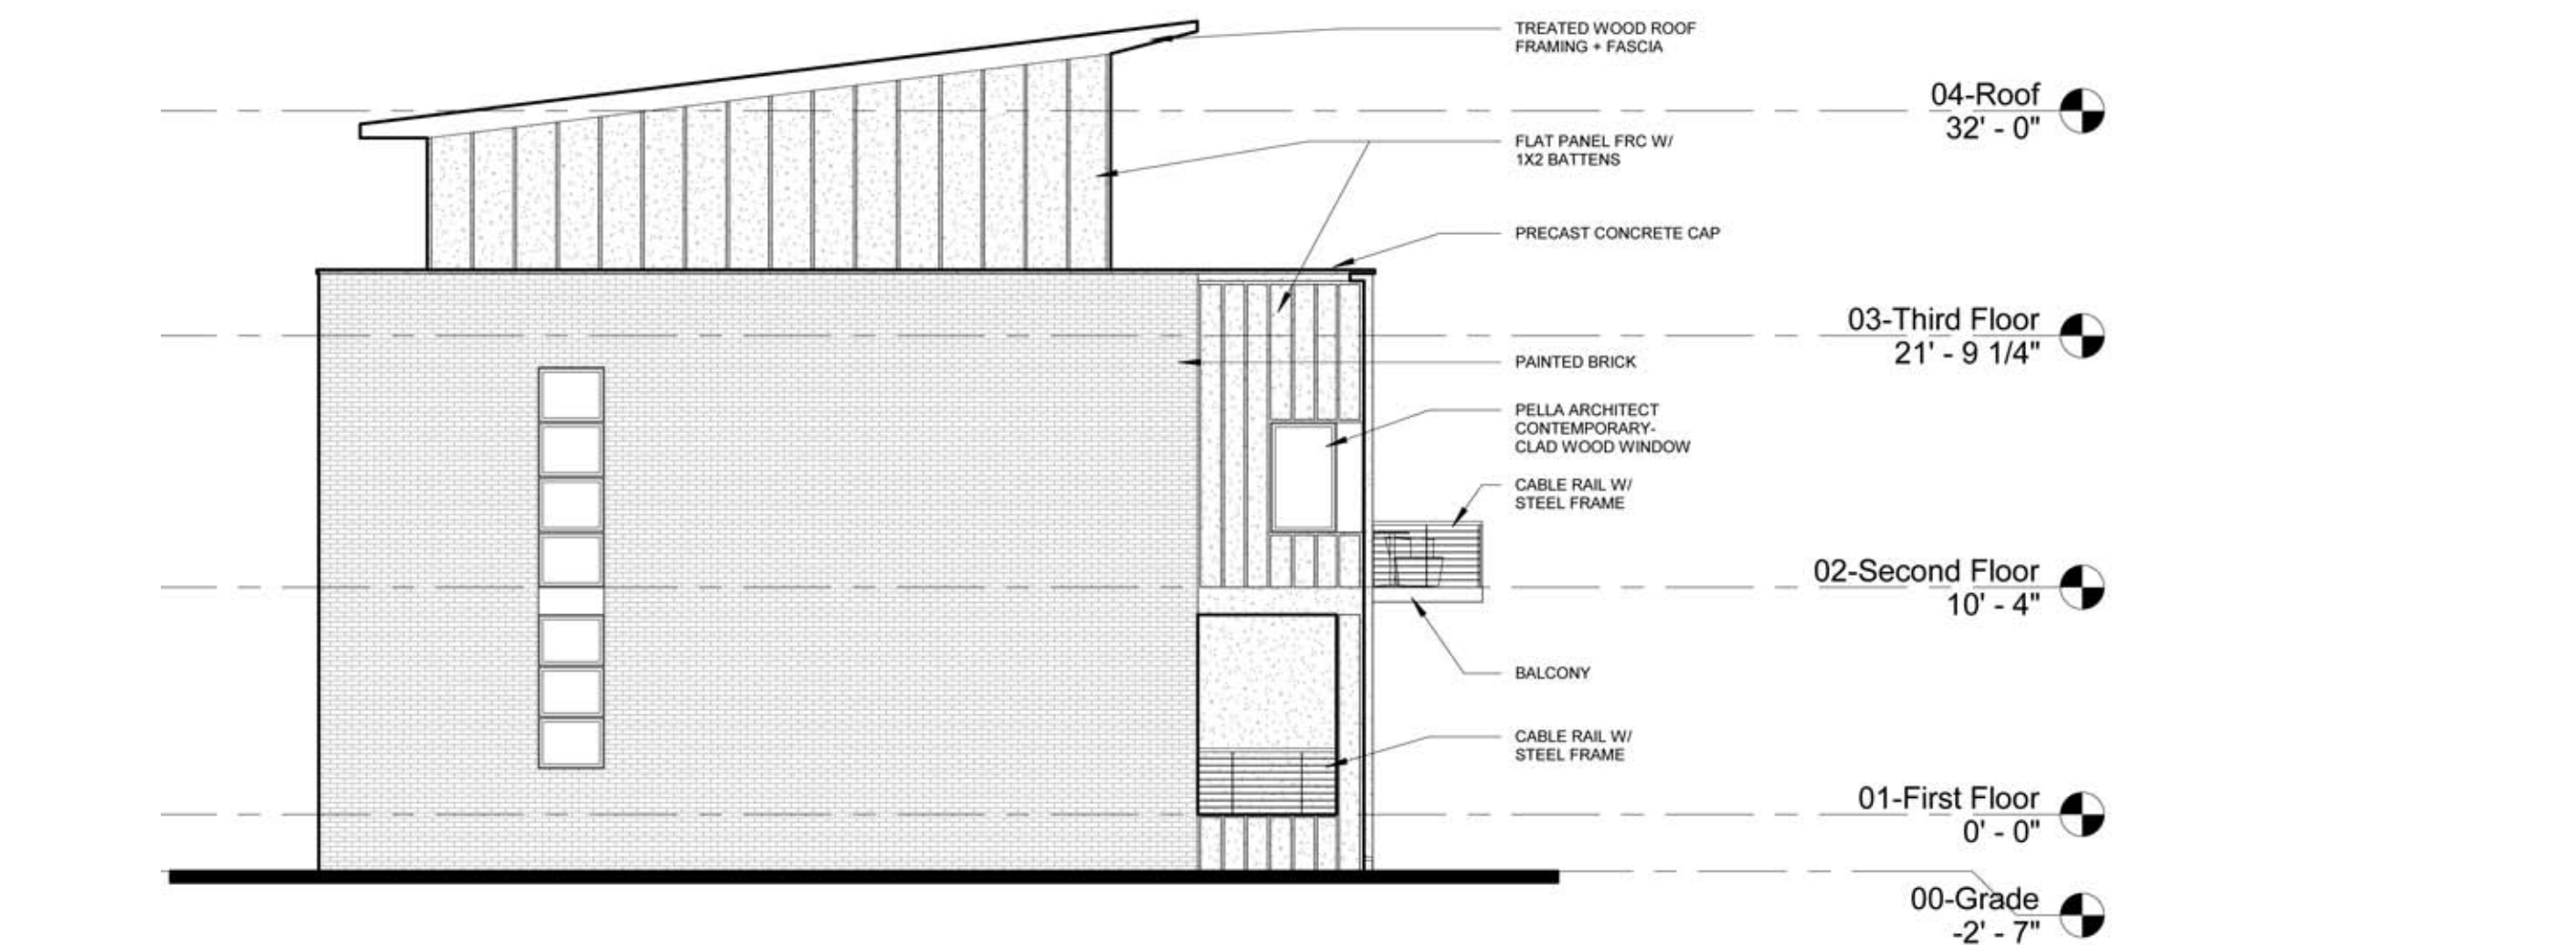 TREATED WOOD ROOF
FRAMING + FASCIA
04-Roof
32' - 0"
FLAT PANEL FRC W/
1X2 BATTENS
PRECAST CONCRETE CAP
03-Third Floor
21' - 9 1/4"
PAINTED BRICK
PELLA ARCHITECT
CONTEMPORARY-
CLAD WOOD WINDOW
CABLE RAIL W/
STEEL FRAME
02-Second Floor
10' - 4"
BALCONY
CABLE RAIL W/
STEEL FRAME
01-First Floor
0' - 0"
00-Grade
-2' - 7"